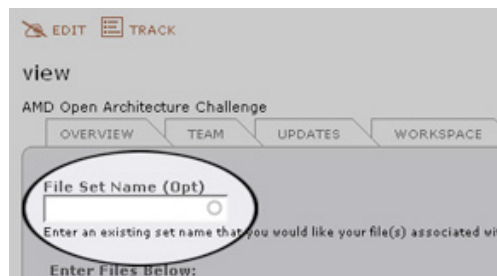 EDIT TRACK
view
AMD Open Architecture Challenge
OVERVIEW TEAM UPDATES WORKSPACE
File Set Name (Opt)
Enter an existing set name that you would like your file(s) associated wi
Enter Files Below: